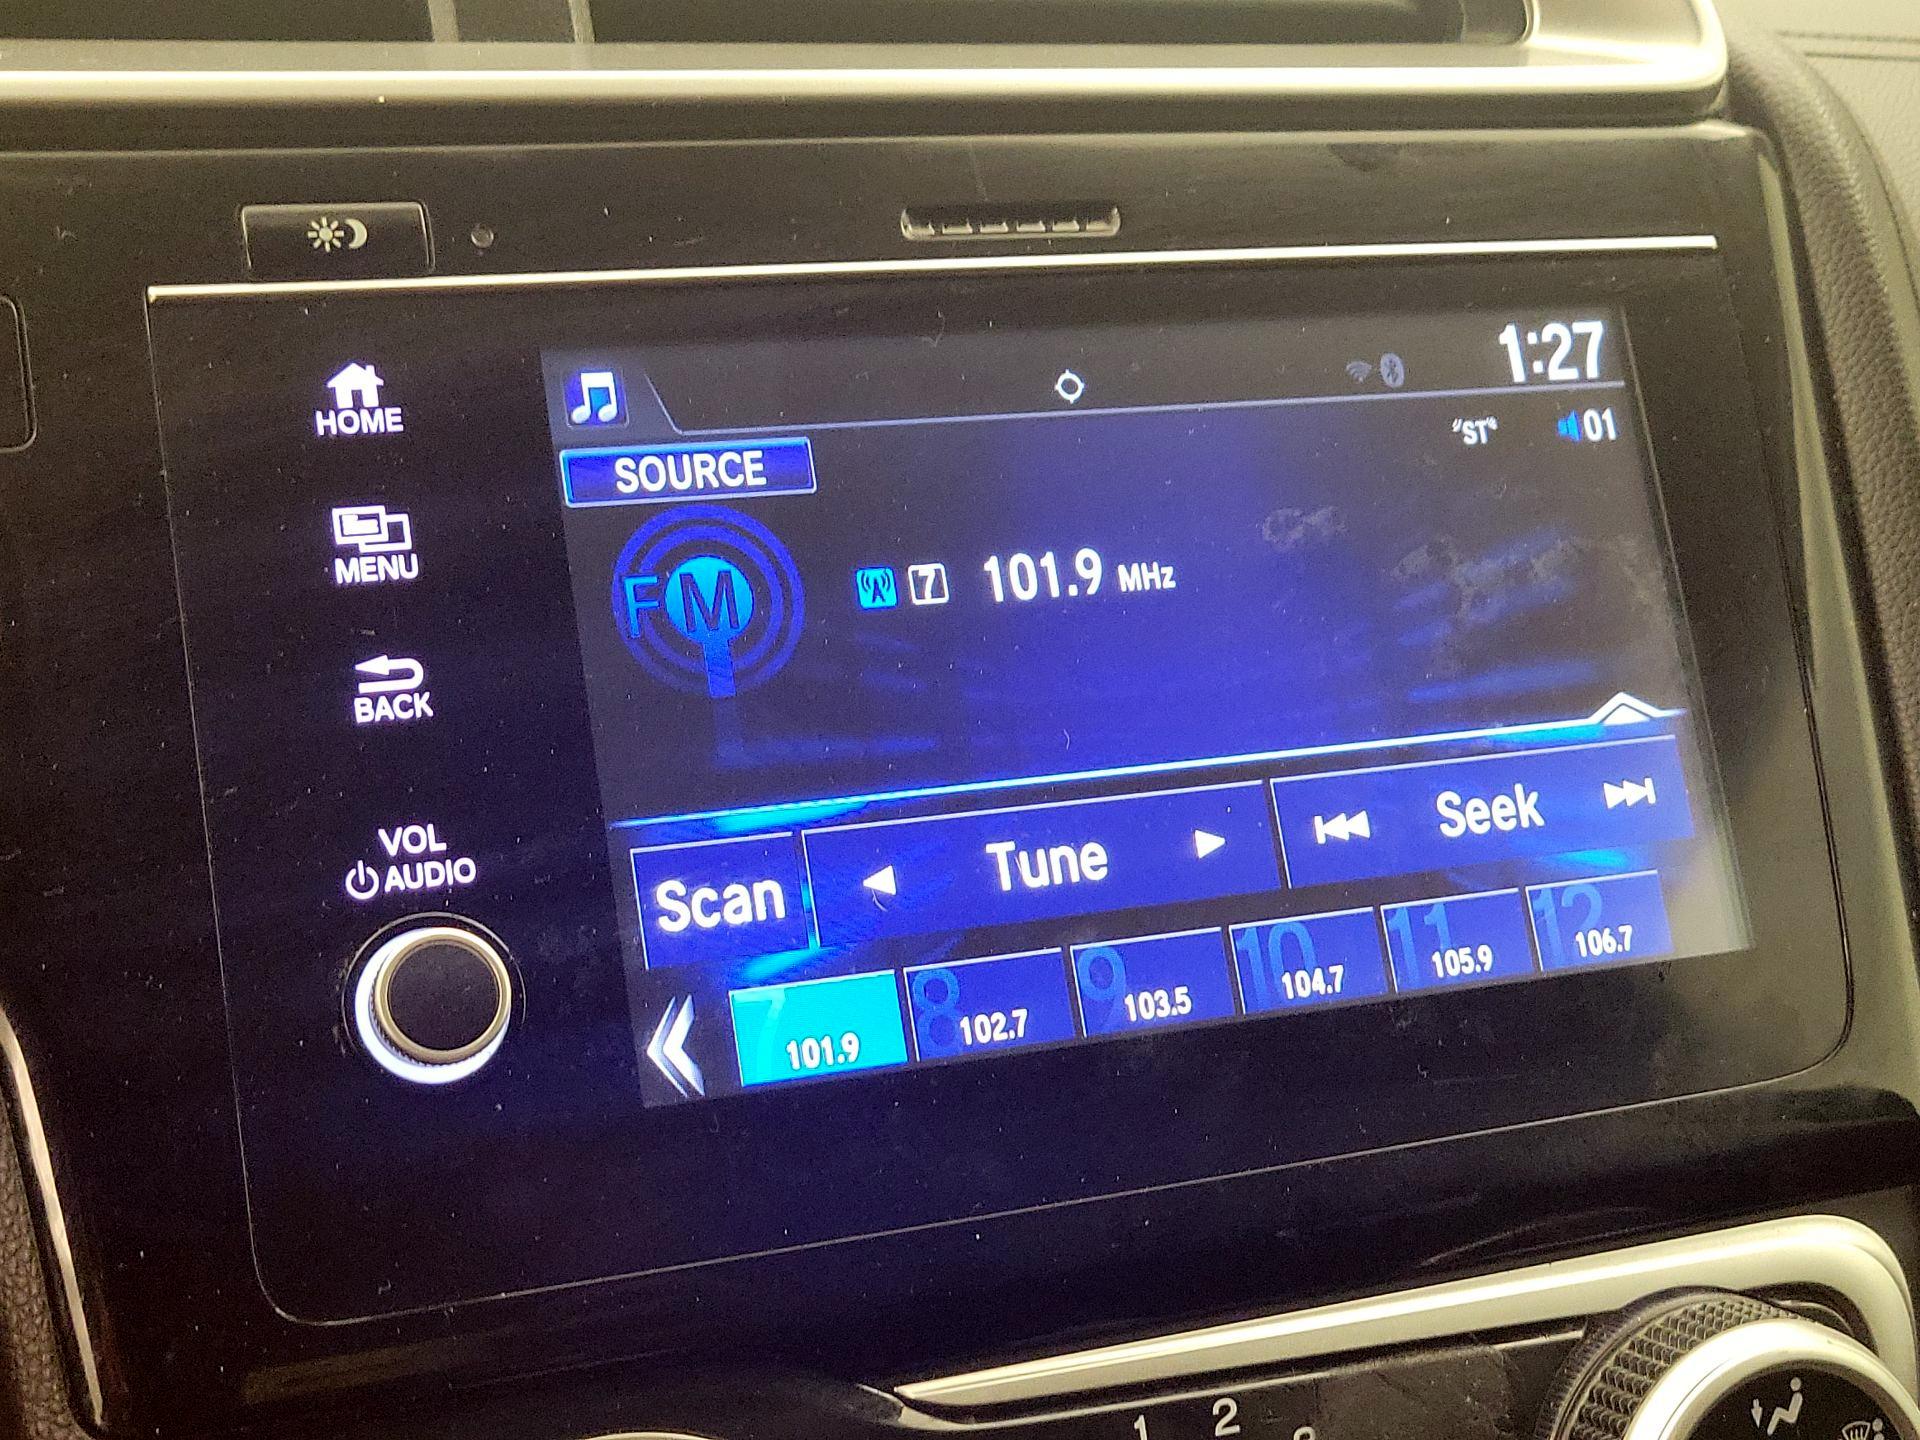 HOME
MENU
BACK
VOL
AUDIO
1:27
"ST" 01
SOURCE
FM
7 101.9 MHz
Scan Tune Seek
7 101.9 8 102.7 9 103.5 10 104.7 11 105.9 12 106.7
1 2